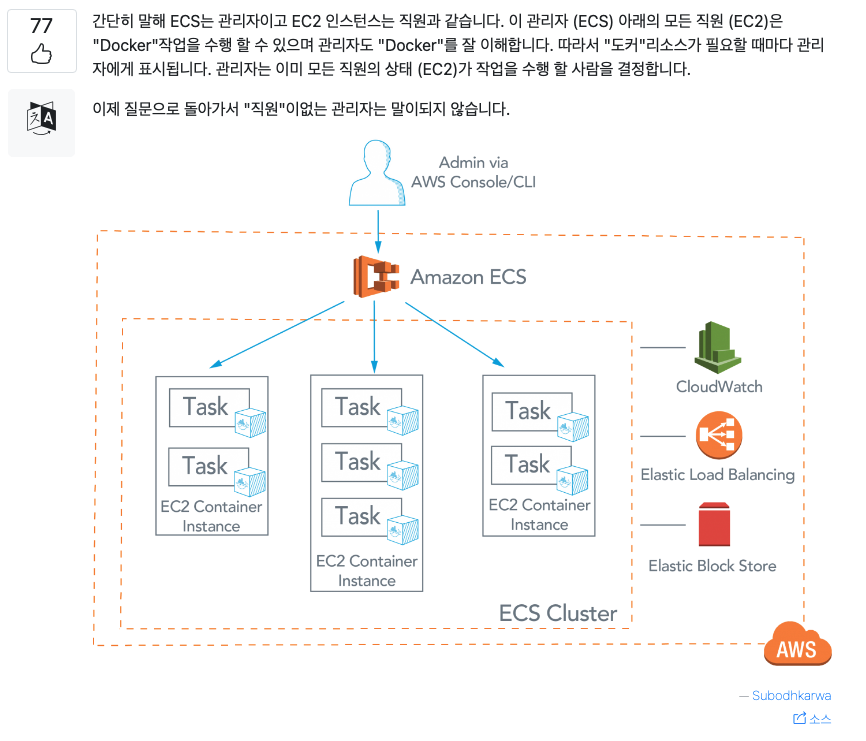 77
간단히 말해 ECS는 관리자이고 EC2 인스턴스는 직원과 같습니다. 이 관리자 (ECS) 아래의 모든 직원 (EC2)은
"Docker"작업을 수행 할 수 있으며 관리자도 "Docker"를 잘 이해합니다. 따라서 "도커"리소스가 필요할 때마다 관리
자에게 표시됩니다. 관리자는 이미 모든 직원의 상태 (EC2)가 작업을 수행 할 사람을 결정합니다.
이제 질문으로 돌아가서 "직원"이없는 관리자는 말이되지 않습니다.
Admin via
AWS Console/CLI
Amazon ECS
Task
Task
EC2 Container
Instance
Task
Task
Task
EC2 Container
Instance
Task
Task
EC2 Container
Instance
ECS Cluster
CloudWatch
Elastic Load Balancing
Elastic Block Store
AWS
— Subodhkarwa
소스